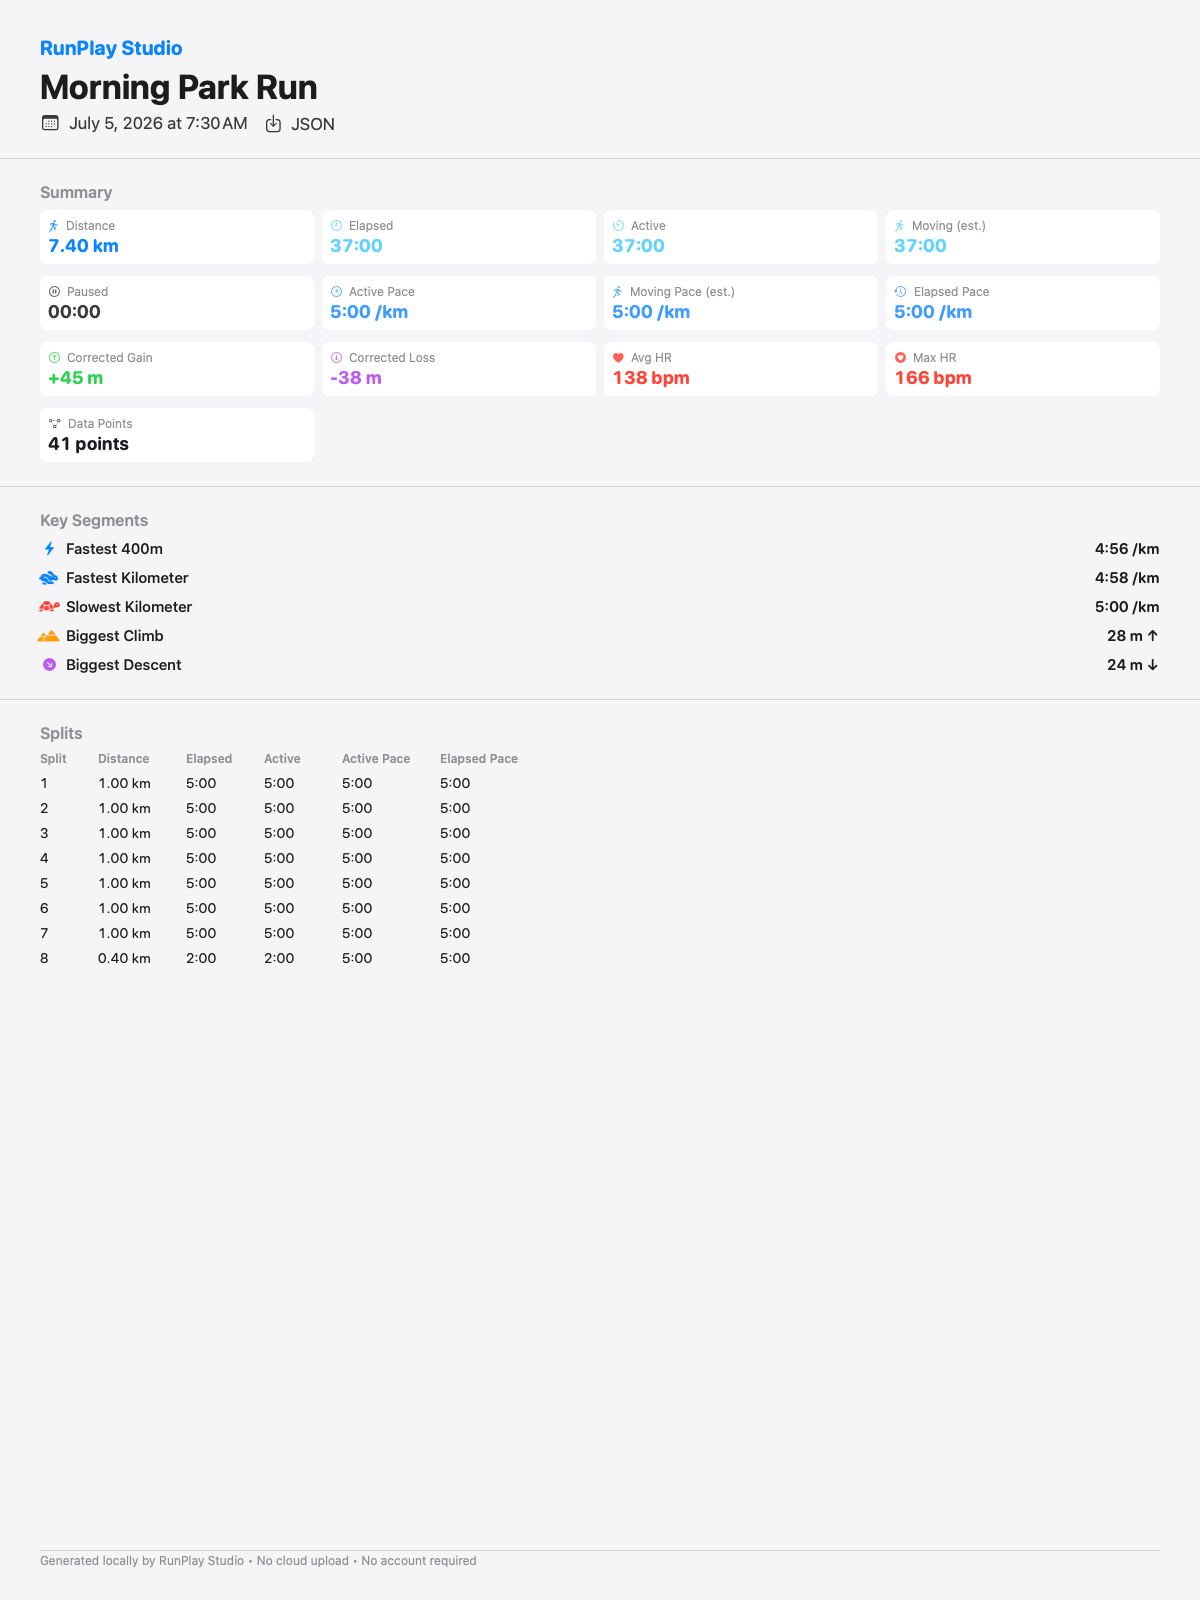 RunPlay Studio
Morning Park Run
July 5, 2026 at 7:30 AM JSON
Summary
Distance Elapsed Active Moving (est.)
7.40 km 37:00 37:00 37:00
Paused Active Pace Moving Pace (est.) Elapsed Pace
00:00 5:00 /km 5:00 /km 5:00 /km
Corrected Gain Corrected Loss Avg HR Max HR
+45 m -38 m 138 bpm 166 bpm
Data Points
41 points
Key Segments
Fastest 400m 4:56 /km
Fastest Kilometer 4:58 /km
Slowest Kilometer 5:00 /km
Biggest Climb 28 m ↑
Biggest Descent 24 m ↓
Splits
Split Distance Elapsed Active Active Pace Elapsed Pace
1 1.00 km 5:00 5:00 5:00 5:00
2 1.00 km 5:00 5:00 5:00 5:00
3 1.00 km 5:00 5:00 5:00 5:00
4 1.00 km 5:00 5:00 5:00 5:00
5 1.00 km 5:00 5:00 5:00 5:00
6 1.00 km 5:00 5:00 5:00 5:00
7 1.00 km 5:00 5:00 5:00 5:00
8 0.40 km 2:00 2:00 5:00 5:00
Generated locally by RunPlay Studio • No cloud upload • No account required